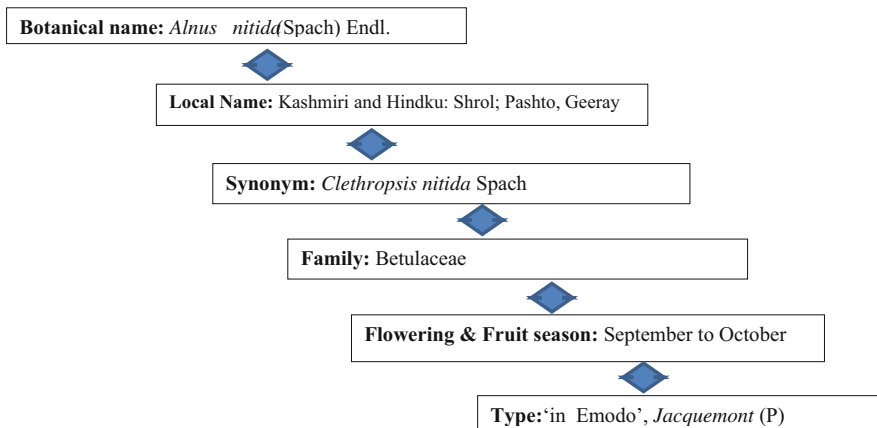 Botanical name: Alnus nitida(Spach) Endl.
Local Name: Kashmiri and Hindku: Shrol; Pashto, Geeray
Synonym: Clethropsis nitida Spach
Family: Betulaceae
Flowering & Fruit season: September to October
Type:‘in Emodo’, Jacquemont (P)